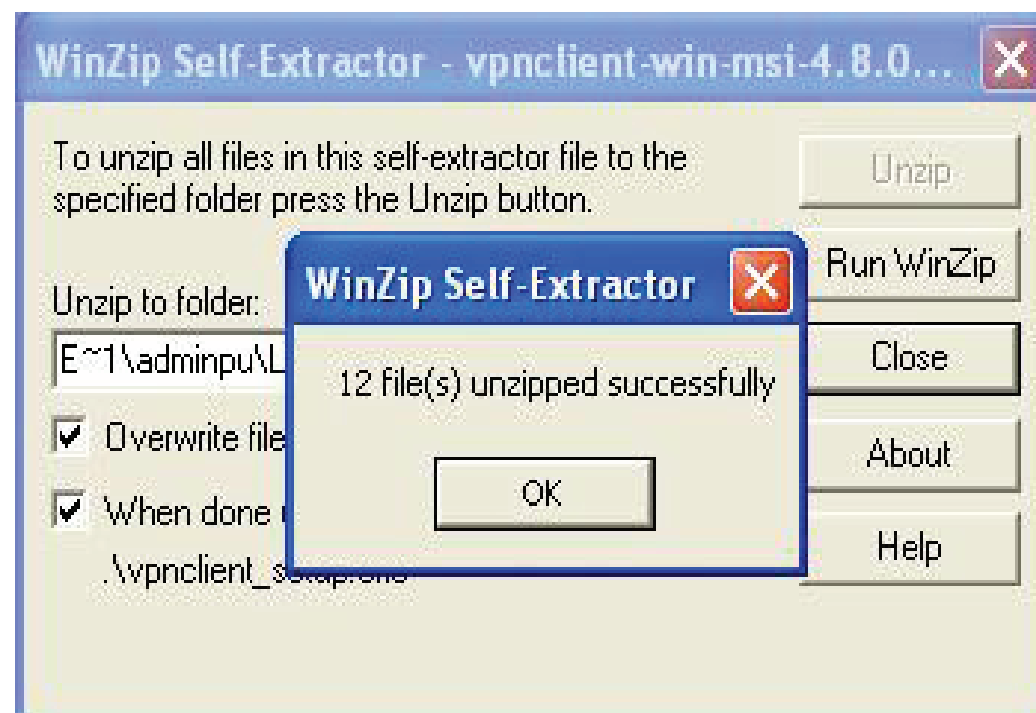 WinZip Self-Extractor - vpnclient-win-msi-4.8.0...
To unzip all files in this self-extractor file to the
specified folder press the Unzip button.
Unzip to folder:
E~1\adminpu\L
Overwrite file
When done
.\vpnclient_setup.exe
Unzip
Run WinZip
Close
About
Help
WinZip Self-Extractor
12 file(s) unzipped successfully
OK